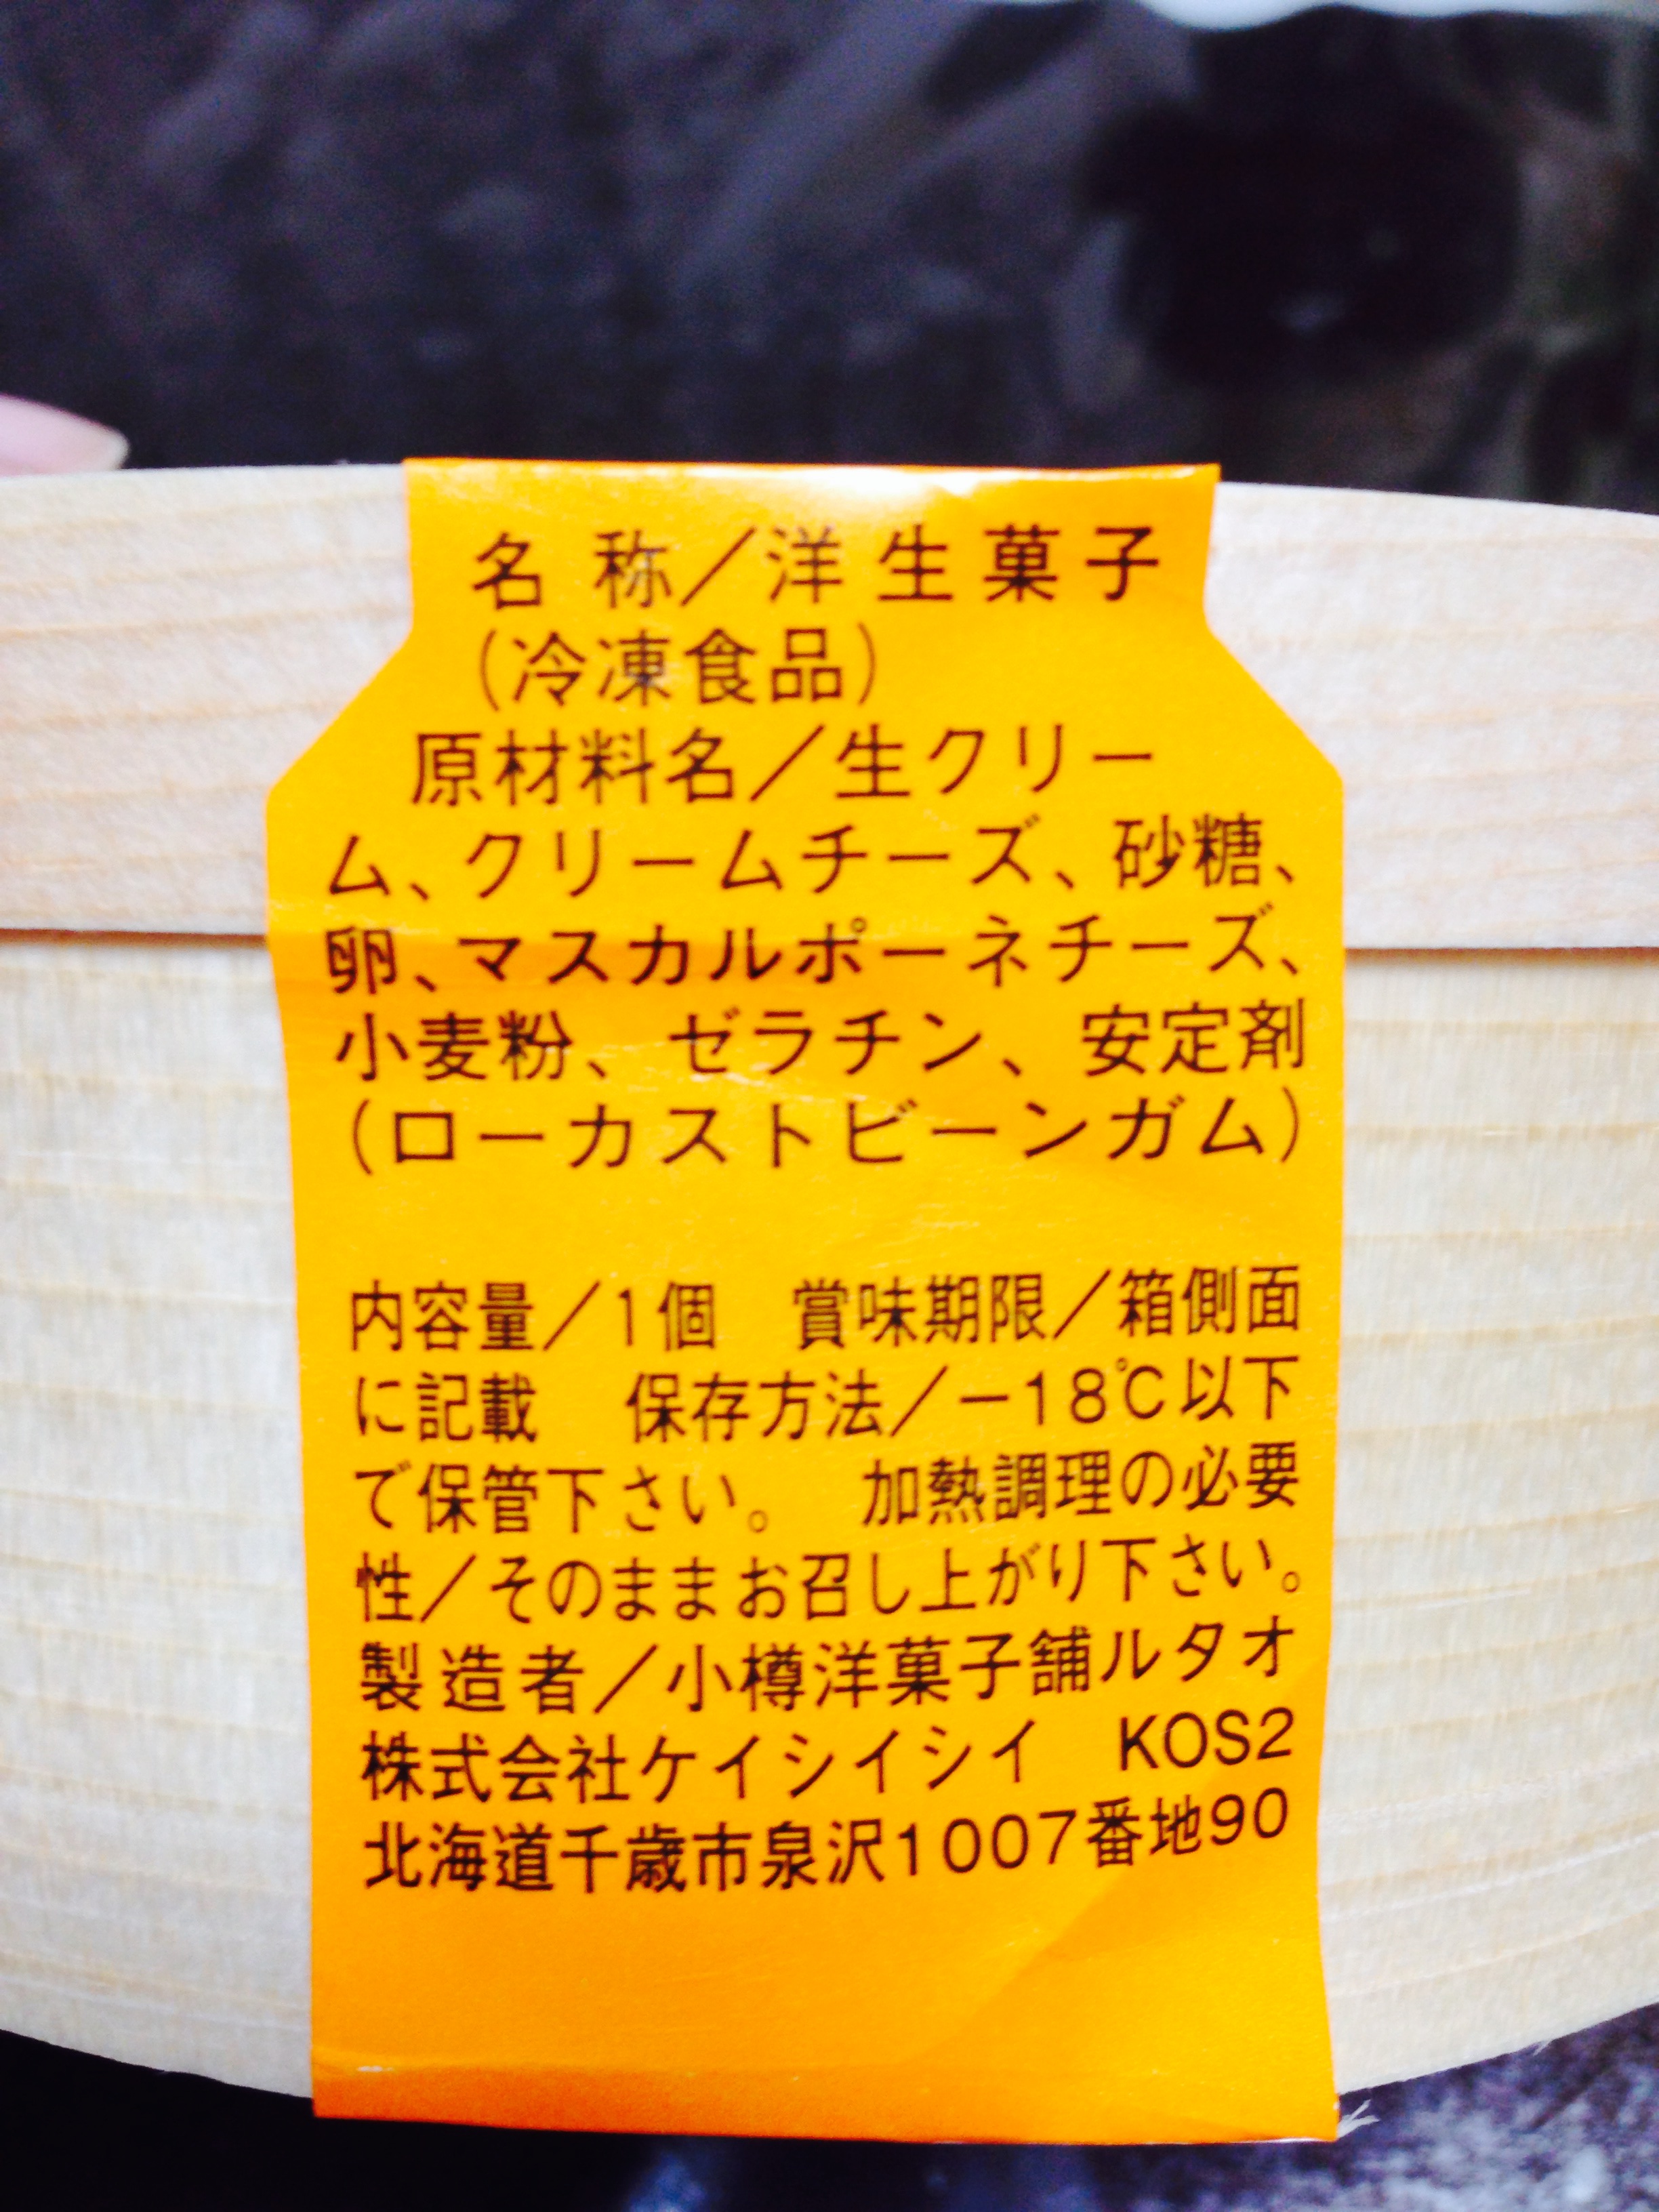 名称／洋生菓子
（冷凍食品）
原材料名／生クリー
ム、クリームチーズ、砂糖、
卵、マスカルポーネチーズ、
小麦粉、ゼラチン、安定剤
（ローカストビーンガム）
内容量／1個　賞味期限／箱側面
に記載　保存方法／－18℃以下
で保管下さい。　加熱調理の必要
性／そのままお召し上がり下さい。
製造者／小樽洋菓子舗ルタオ
株式会社ケイシイシイ　KOS2
北海道千歳市泉沢1007番地90